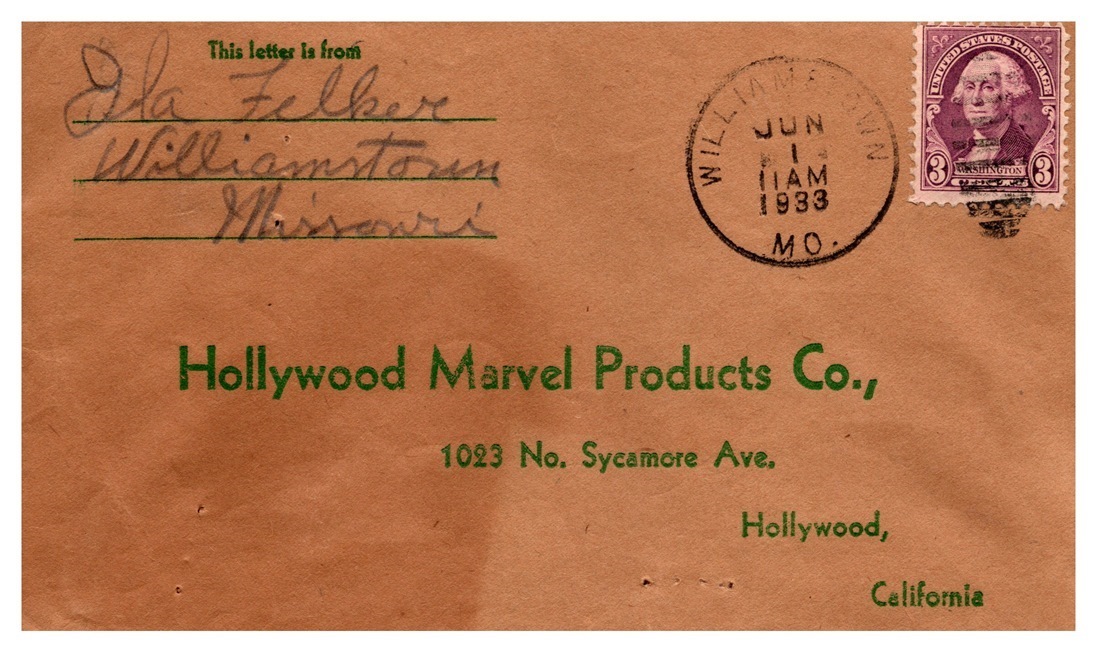 This letter is from
Ida Felker
Williamstown
Missouri
WILLIAMSTOWN
JUN
1
11AM
1933
MO.
UNITED STATES POSTAGE
3 WASHINGTON 3
Hollywood Marvel Products Co.,
1023 No. Sycamore Ave.
Hollywood,
California